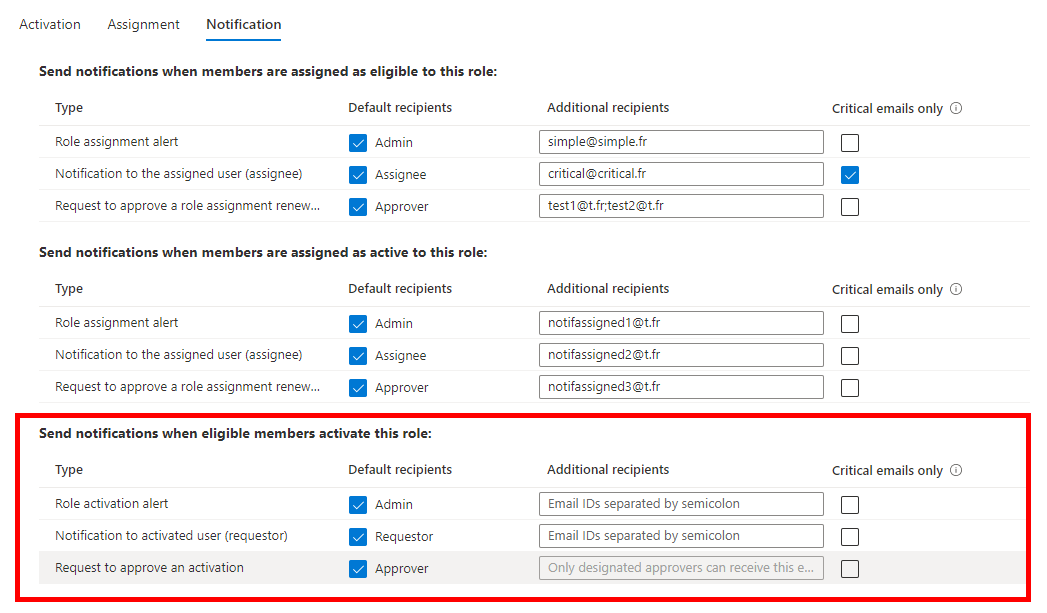 Activation Assignment Notification
Send notifications when members are assigned as eligible to this role:
Type Default recipients Additional recipients Critical emails only
Role assignment alert Admin simple@simple.fr
Notification to the assigned user (assignee) Assignee critical@critical.fr
Request to approve a role assignment renew... Approver test1@t.fr;test2@t.fr
Send notifications when members are assigned as active to this role:
Type Default recipients Additional recipients Critical emails only
Role assignment alert Admin notifassigned1@t.fr
Notification to the assigned user (assignee) Assignee notifassigned2@t.fr
Request to approve a role assignment renew... Approver notifassigned3@t.fr
Send notifications when eligible members activate this role:
Type Default recipients Additional recipients Critical emails only
Role activation alert Admin Email IDs separated by semicolon
Notification to activated user (requestor) Requestor Email IDs separated by semicolon
Request to approve an activation Approver Only designated approvers can receive this e...